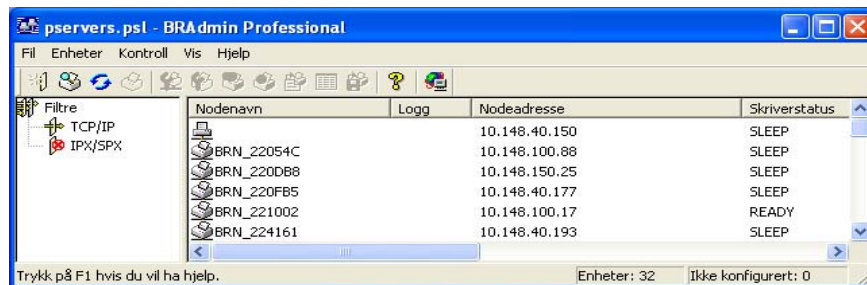 pservers.psl - BRAdmin Professional
Fil Enheter Kontroll Vis Hjelp
Filtre
TCP/IP
IPX/SPX
Nodenavn Logg Nodeadresse Skriverstatus
10.148.40.150 SLEEP
BRN_22054C 10.148.100.88 SLEEP
BRN_220DB8 10.148.150.25 SLEEP
BRN_220FB5 10.148.40.177 SLEEP
BRN_221002 10.148.100.17 READY
BRN_224161 10.148.40.193 SLEEP
Trykk på F1 hvis du vil ha hjelp. Enheter: 32 Ikke konfigurert: 0